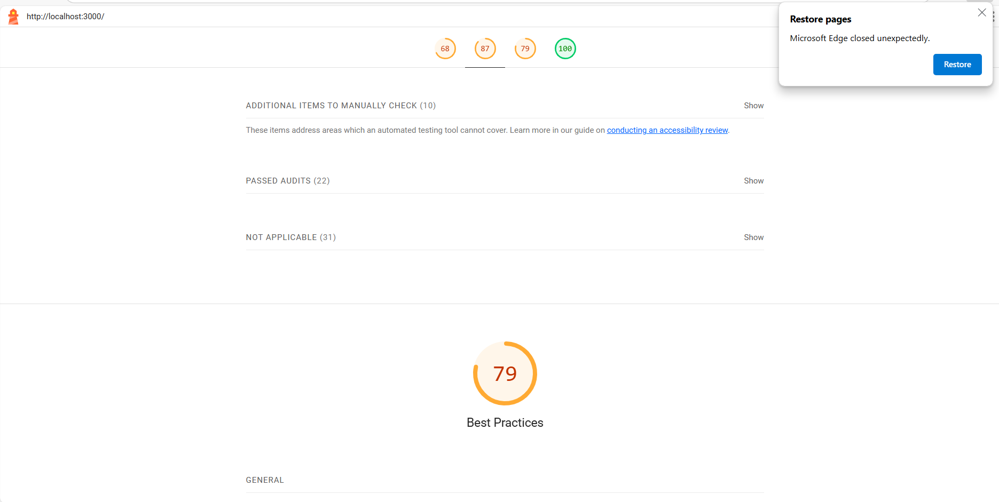 http://localhost:3000/
Restore pages
Microsoft Edge closed unexpectedly.
Restore
68
87
79
100
ADDITIONAL ITEMS TO MANUALLY CHECK (10)
Show
These items address areas which an automated testing tool cannot cover. Learn more in our guide on conducting an accessibility review.
PASSED AUDITS (22)
Show
NOT APPLICABLE (31)
Show
79
Best Practices
GENERAL